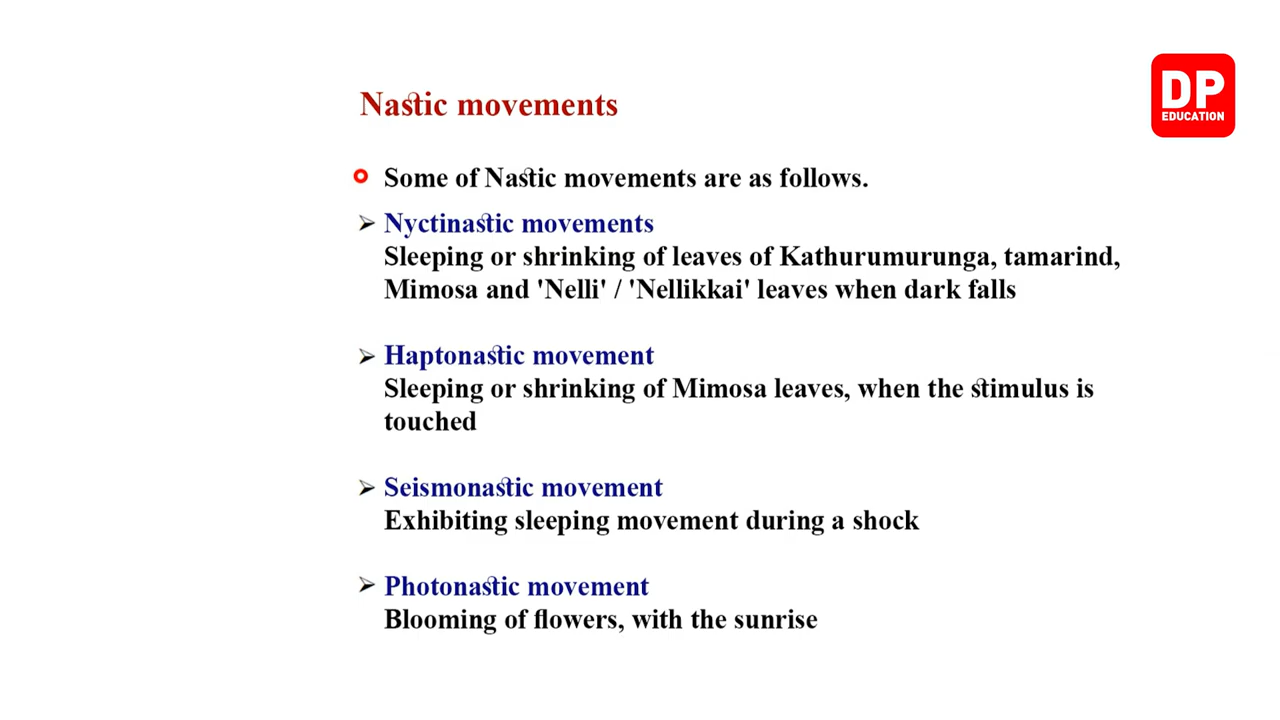 DP
EDUCATION
Nastic movements
Some of Nastic movements are as follows.
Nyctinastic movements
Sleeping or shrinking of leaves of Kathurumurunga, tamarind,
Mimosa and 'Nelli' / 'Nellikkai' leaves when dark falls
Haptonastic movement
Sleeping or shrinking of Mimosa leaves, when the stimulus is
touched
Seismonastic movement
Exhibiting sleeping movement during a shock
Photonastic movement
Blooming of flowers, with the sunrise